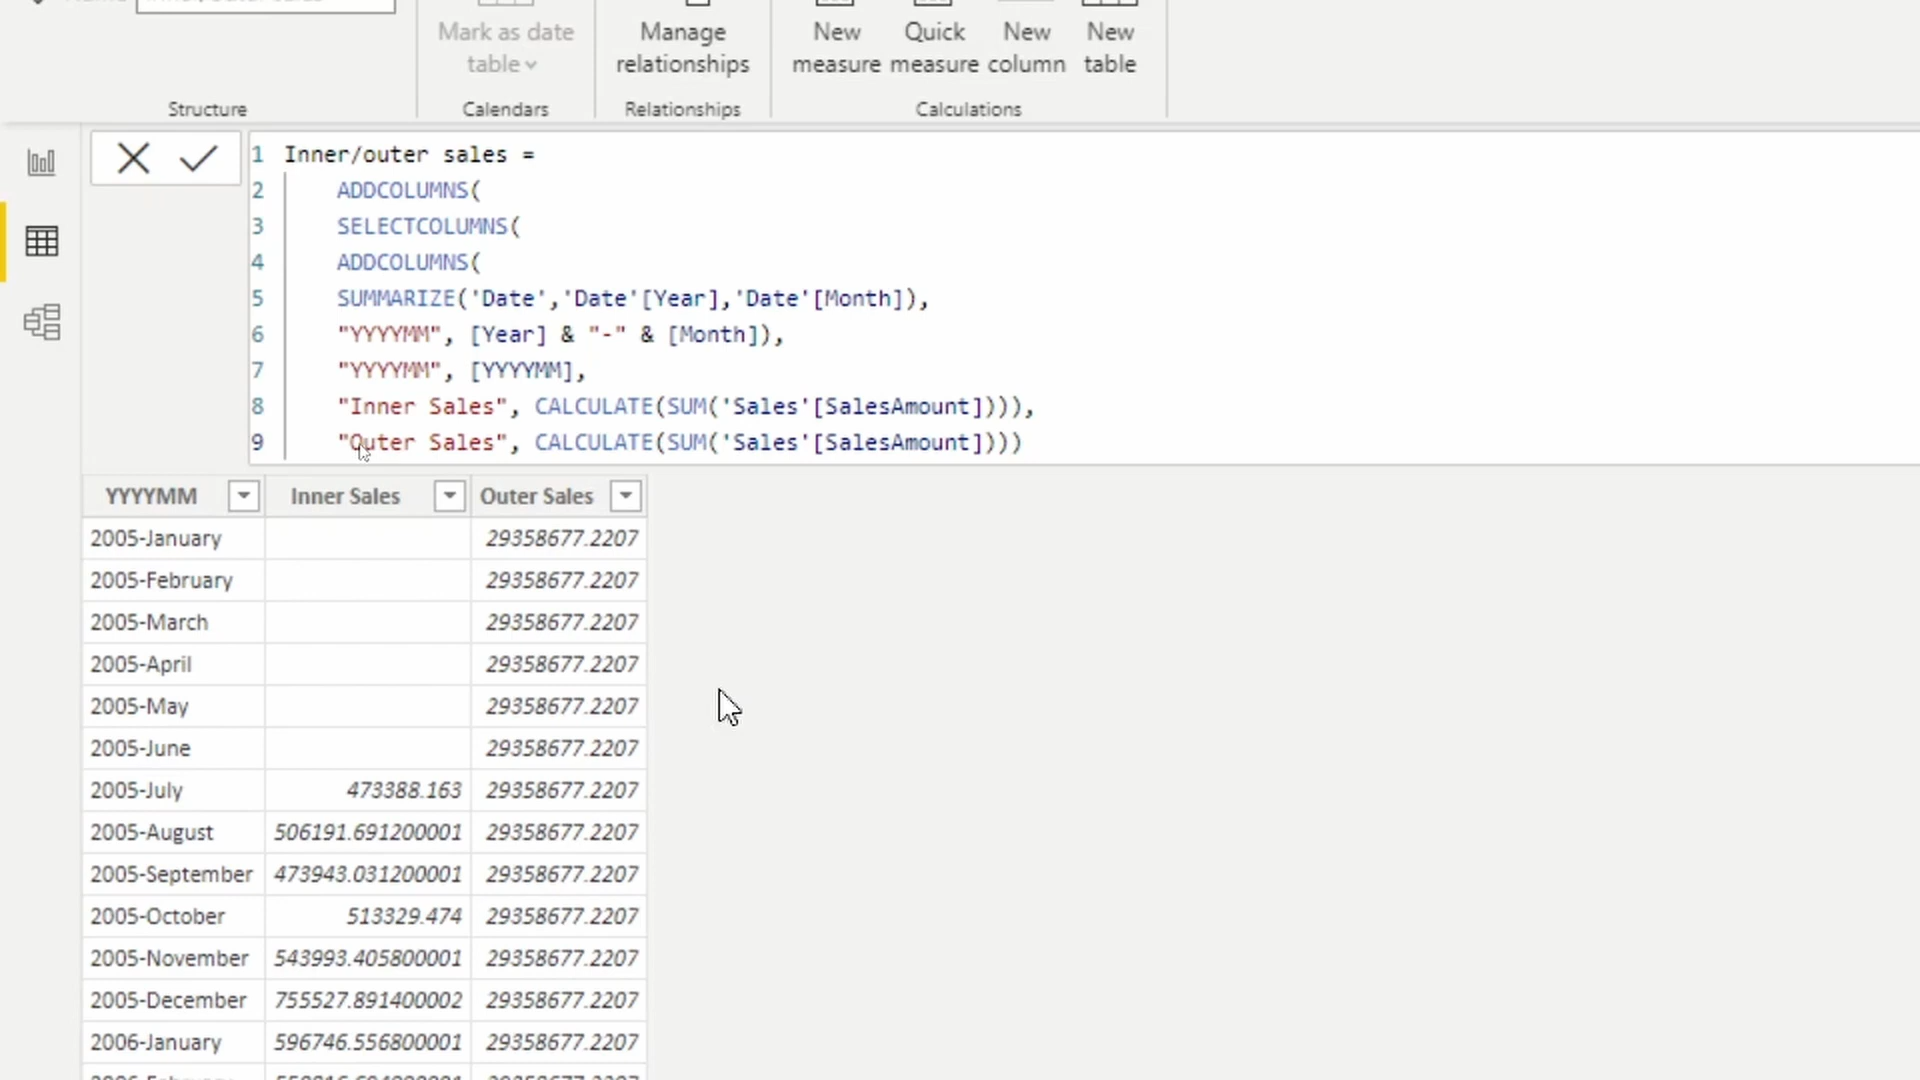 Mark as date table
Manage relationships
New measure
Quick measure
New column
New table
Structure
Calendars
Relationships
Calculations
1 Inner/outer sales =
2 ADDCOLUMNS(
3 SELECTCOLUMNS(
4 ADDCOLUMNS(
5 SUMMARIZE('Date','Date'[Year],'Date'[Month]),
6 "YYYYMM", [Year] & "-" & [Month]),
7 "YYYYMM", [YYYYMM],
8 "Inner Sales", CALCULATE(SUM('Sales'[SalesAmount]))),
9 "Outer Sales", CALCULATE(SUM('Sales'[SalesAmount])))
YYYYMM Inner Sales Outer Sales
2005-January 29358677.2207
2005-February 29358677.2207
2005-March 29358677.2207
2005-April 29358677.2207
2005-May 29358677.2207
2005-June 29358677.2207
2005-July 473388.163 29358677.2207
2005-August 506191.691200001 29358677.2207
2005-September 473943.031200001 29358677.2207
2005-October 513329.474 29358677.2207
2005-November 543993.405800001 29358677.2207
2005-December 755527.891400002 29358677.2207
2006-January 596746.556800001 29358677.2207